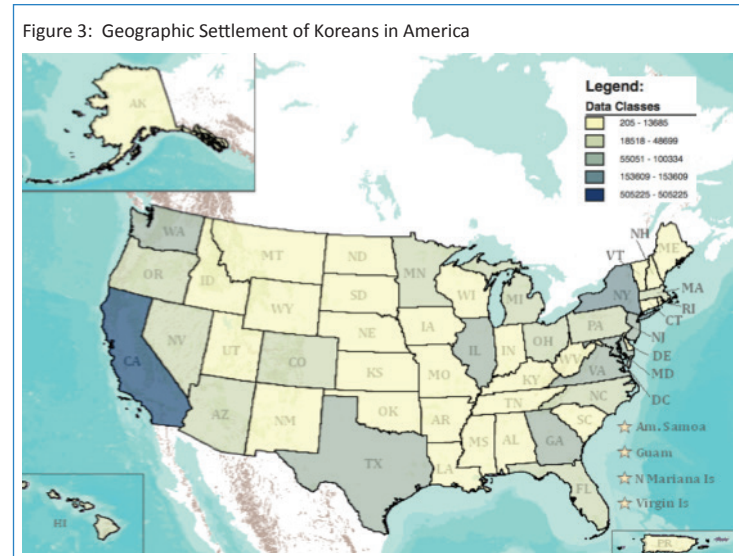 Figure 3: Geographic Settlement of Koreans in America
Legend:
Data Classes
205 - 13685
18518 - 48699
55051 - 100334
153609 - 153609
505225 - 505225
AK
NH
VT
ME
WA
MT
ND
MN
OR
ID
SD
WI
MI
NY
MA
RI
CT
WY
IA
PA
NJ
NE
NV
UT
IL
IN
OH
DE
CA
CO
WV
MD
KS
MO
KY
VA
DC
AZ
NM
OK
AR
TN
NC
SC
Am. Samoa
MS
AL
GA
Guam
TX
LA
N Mariana Is
HI
FL
Virgin Is
PR